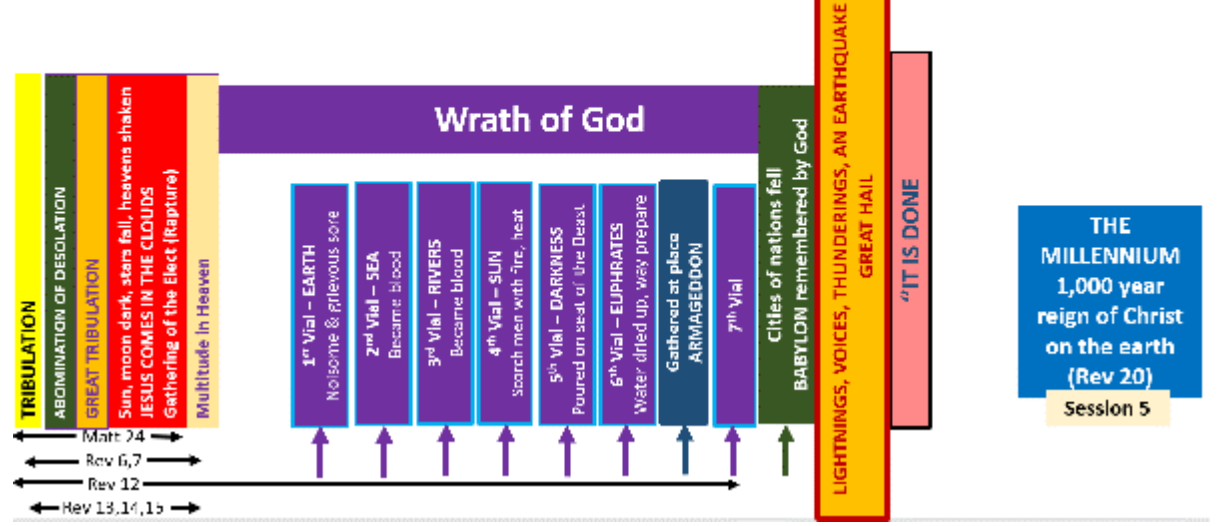 TRIBULATION
ABOMINATION OF DESOLATION
GREAT TRIBULATION
Sun, moon dark, stars fall, heavens shaken
JESUS COMES IN THE CLOUDS
Gathering of the Elect (Rapture)
Multitude in Heaven
Wrath of God
1st Vial – EARTH
Noisome & grievous sore
2nd Vial – SEA
Became blood
3rd Vial – RIVERS
Became blood
4th Vial – SUN
Scorch men with fire, heat
5th Vial – DARKNESS
Poured on seat of the Beast
6th Vial – EUPHRATES
Water dried up, way prepare
Gathered at place
ARMAGEDDON
7th Vial
Cities of nations fell
BABYLON remembered by God
LIGHTNINGS, VOICES, THUNDERINGS, AN EARTHQUAKE
GREAT HAIL
"IT IS DONE
THE
MILLENNIUM
1,000 year
reign of Christ
on the earth
(Rev 20)
Session 5
Matt 24
Rev 6,7
Rev 12
Rev 13,14,15